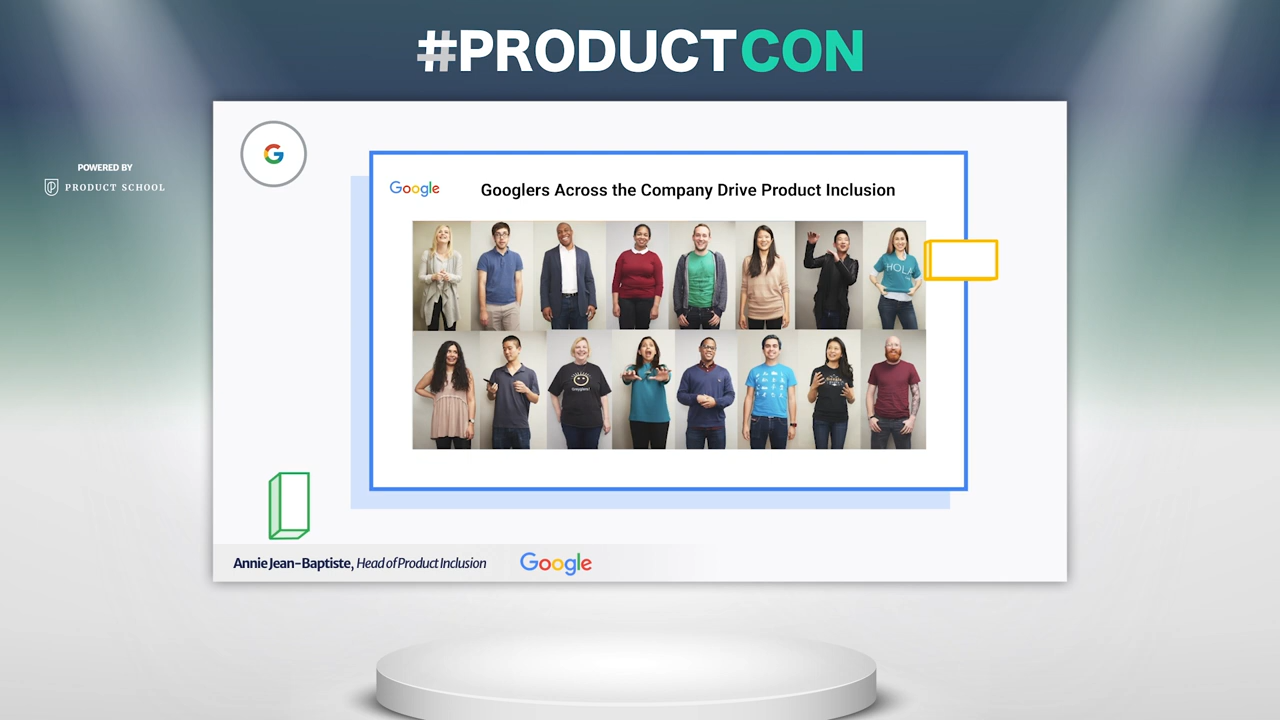 #PRODUCTCON
POWERED BY
PRODUCT SCHOOL
G
Google
Googlers Across the Company Drive Product Inclusion
HOLA
Annie Jean-Baptiste, Head of Product Inclusion
Google